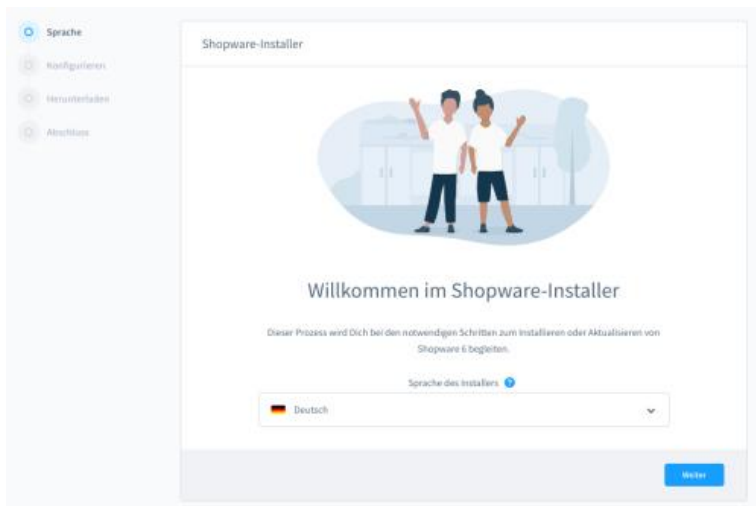 Sprache
Konfigurieren
Herunterladen
Abschluss
Shopware-Installer
Willkommen im Shopware-Installer
Dieser Prozess wird Dich bei den notwendigen Schritten zum Installieren oder Aktualisieren von
Shopware 6 begleiten.
Sprache des Installers ?
Deutsch
Weiter